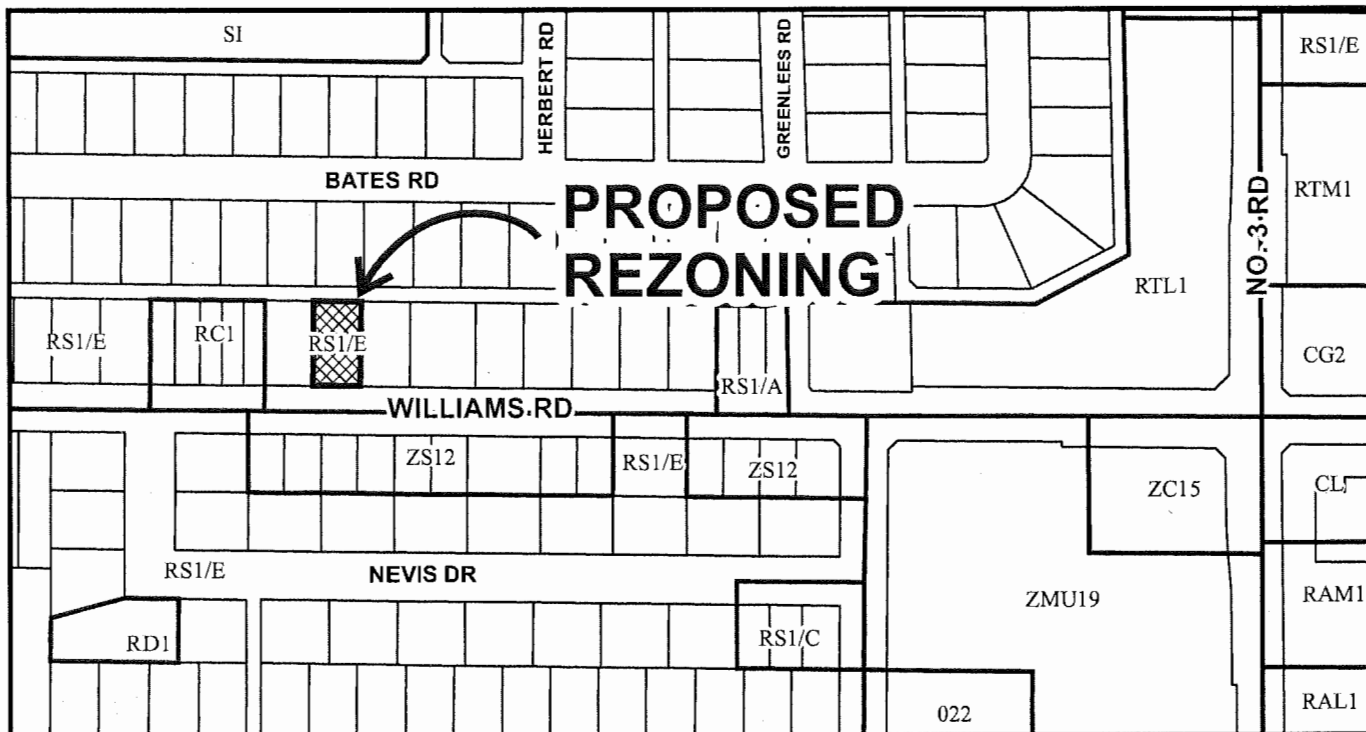 SI
HERBERT RD
GREENLEES RD
RS1/E
BATES RD
PROPOSED
REZONING
NO. 3 RD
RTM1
RTL1
RS1/E
RC1
RS1/E
RS1/A
CG2
WILLIAMS RD
ZS12
RS1/E
ZS12
ZC15
CL
RS1/E
NEVIS DR
ZMU19
RAM1
RD1
RS1/C
022
RAL1